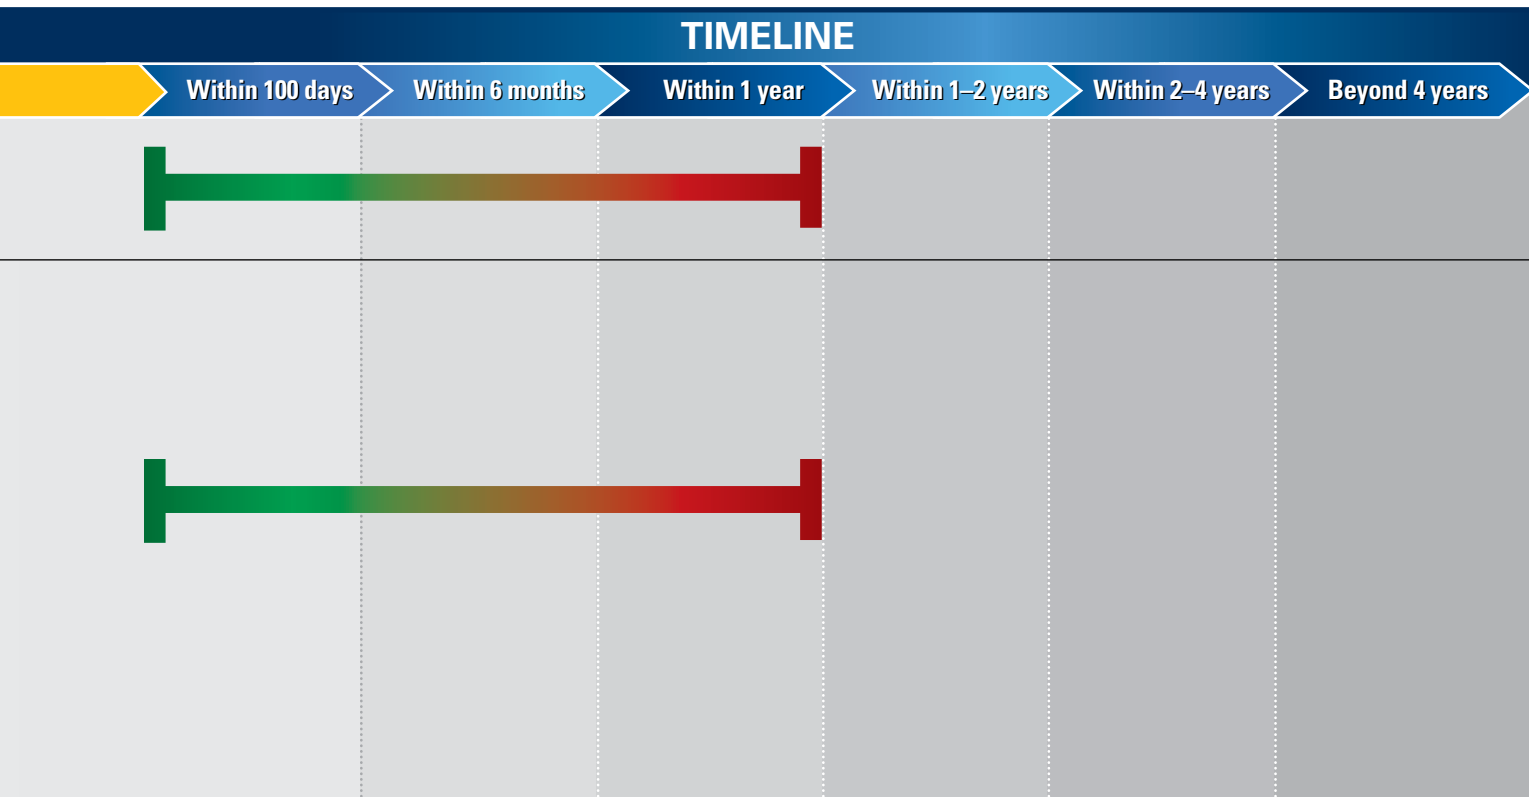 TIMELINE
Within 100 days
Within 6 months
Within 1 year
Within 1–2 years
Within 2–4 years
Beyond 4 years